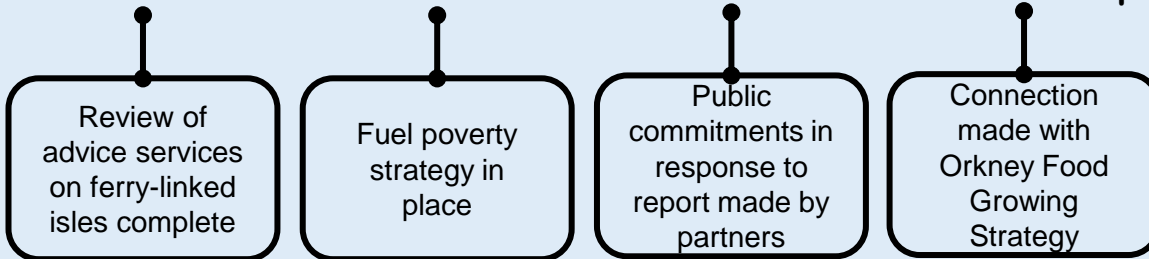 Review of
advice services
on ferry-linked
isles complete
Fuel poverty
strategy in
place
Public
commitments in
response to
report made by
partners
Connection
made with
Orkney Food
Growing
Strategy